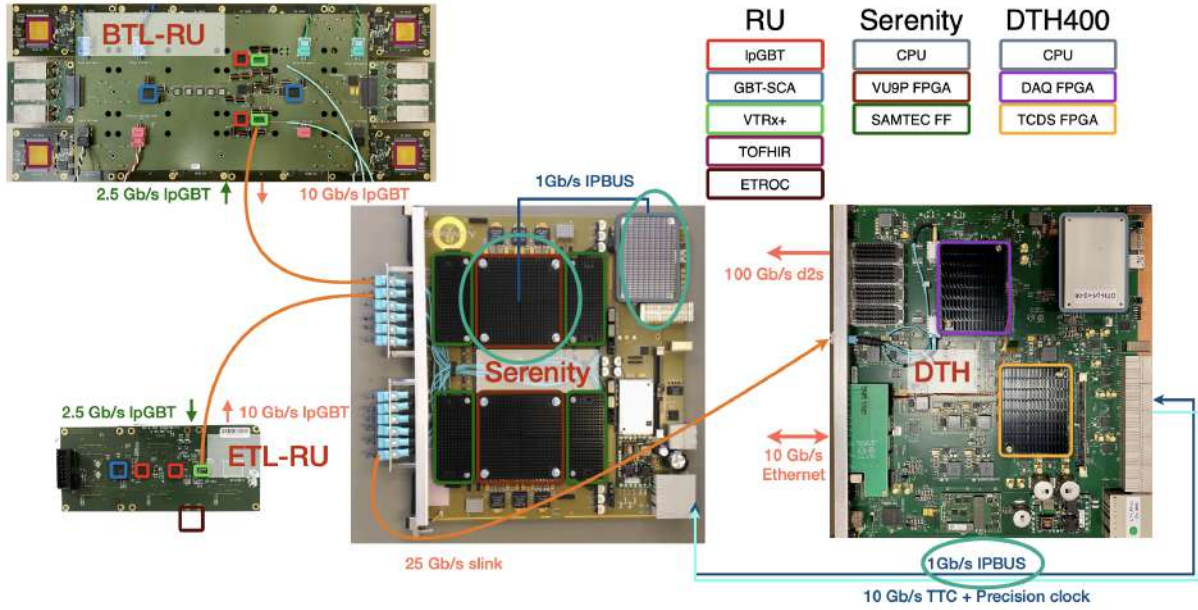 BTL-RU
RU
Serenity
DTH400
lpGBT
CPU
CPU
GBT-SCA
VU9P FPGA
DAQ FPGA
VTRx+
SAMTEC FF
TCDS FPGA
TOFHIR
ETROC
2.5 Gb/s lpGBT
10 Gb/s lpGBT
1Gb/s IPBUS
100 Gb/s d2s
Serenity
DTH
2.5 Gb/s lpGBT
10 Gb/s lpGBT
ETL-RU
10 Gb/s
Ethernet
25 Gb/s slink
1Gb/s IPBUS
10 Gb/s TTC + Precision clock